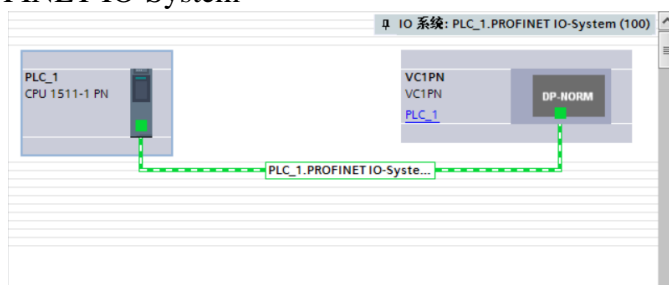 FINET IO-System
IO 系统: PLC_1.PROFINET IO-System (100)
PLC_1
CPU 1511-1 PN
VC1PN
VC1PN
PLC_1
DP-NORM
PLC_1.PROFINET IO-Syste...